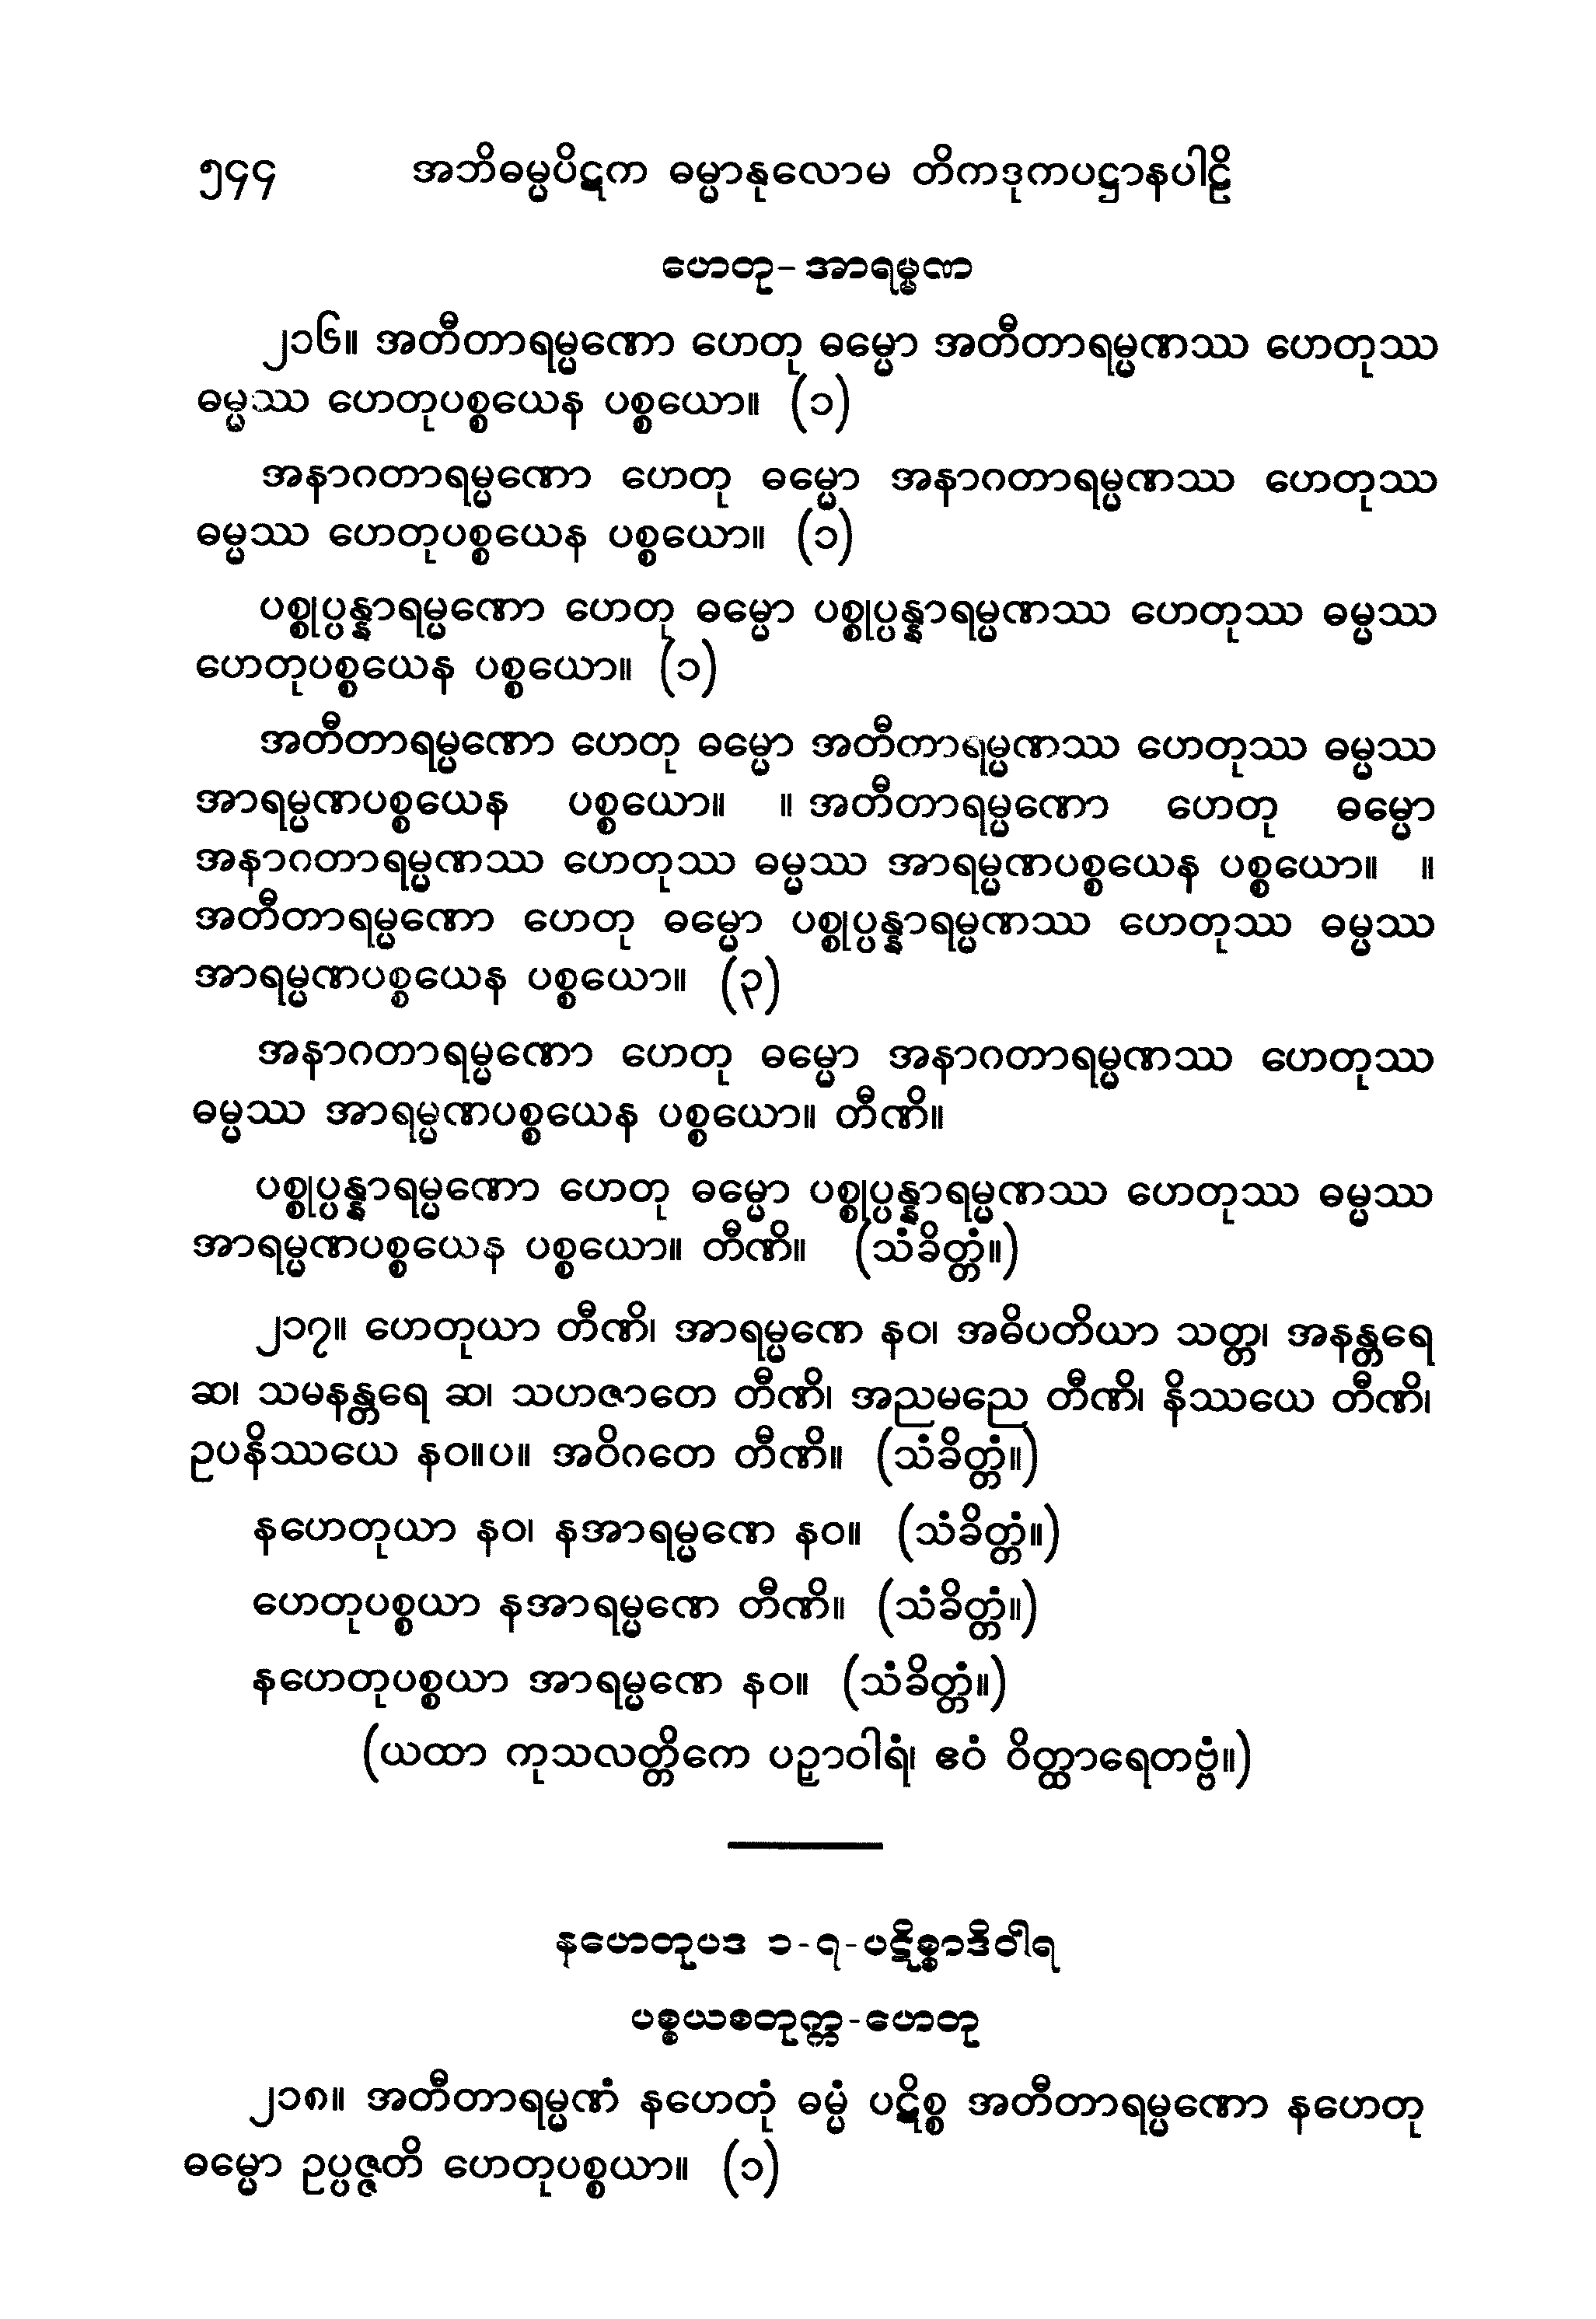 ၅၄၄ အဘိဓမ္မပိဋက ဓမ္မာနုလောမ တိကဒုကပဋ္ဌာနပါဠိ
ဟေတု-အာရမ္မဏ
၂၁၆။ အတီတာရမ္မဏော ဟေတု ဓမ္မော အတီတာရမ္မဏဿ ဟေတုဿ
ဓမ္မဿ ဟေတုပစ္စယေန ပစ္စယော။ (၁)
အနာဂတာရမ္မဏော ဟေတု ဓမ္မော အနာဂတာရမ္မဏဿ ဟေတုဿ
ဓမ္မဿ ဟေတုပစ္စယေန ပစ္စယော။ (၁)
ပစ္စုပ္ပန္နာရမ္မဏော ဟေတု ဓမ္မော ပစ္စုပ္ပန္နာရမ္မဏဿ ဟေတုဿ ဓမ္မဿ
ဟေတုပစ္စယေန ပစ္စယော။ (၁)
အတီတာရမ္မဏော ဟေတု ဓမ္မော အတီတာရမ္မဏဿ ဟေတုဿ ဓမ္မဿ
အာရမ္မဏပစ္စယေန ပစ္စယော။ ။ အတီတာရမ္မဏော ဟေတု ဓမ္မော
အနာဂတာရမ္မဏဿ ဟေတုဿ ဓမ္မဿ အာရမ္မဏပစ္စယေန ပစ္စယော။ ။
အတီတာရမ္မဏော ဟေတု ဓမ္မော ပစ္စုပ္ပန္နာရမ္မဏဿ ဟေတုဿ ဓမ္မဿ
အာရမ္မဏပစ္စယေန ပစ္စယော။ (၃)
အနာဂတာရမ္မဏော ဟေတု ဓမ္မော အနာဂတာရမ္မဏဿ ဟေတုဿ
ဓမ္မဿ အာရမ္မဏပစ္စယေန ပစ္စယော။ တီဏိ။
ပစ္စုပ္ပန္နာရမ္မဏော ဟေတု ဓမ္မော ပစ္စုပ္ပန္နာရမ္မဏဿ ဟေတုဿ ဓမ္မဿ
အာရမ္မဏပစ္စယေန ပစ္စယော။ တီဏိ။ (သံခိတ္တံ။)
၂၁၇။ ဟေတုယာ တီဏိ၊ အာရမ္မဏေ နဝ၊ အဓိပတိယာ သတ္တ၊ အနန္တရေ
ဆ၊ သမနန္တရေ ဆ၊ သဟဇာတေ တီဏိ၊ အညမညေ တီဏိ၊ နိဿယေ တီဏိ၊
ဥပနိဿယေ နဝ။ပ။ အဝိဂတေ တီဏိ။ (သံခိတ္တံ။)
နဟေတုယာ နဝ၊ နအာရမ္မဏေ နဝ။ (သံခိတ္တံ။)
ဟေတုပစ္စယာ နအာရမ္မဏေ တီဏိ။ (သံခိတ္တံ။)
နဟေတုပစ္စယာ အာရမ္မဏေ နဝ။ (သံခိတ္တံ။)
(ယထာ ကုသလတ္တိကေ ပဉှာဝါရံ၊ ဧဝံ ဝိတ္ထာရေတဗ္ဗံ။)
နဟေတုပဒ ၁-၇-ပဋိစ္စာဒိဝါရ
ပစ္စယစတုက္က-ဟေတု
၂၁၈။ အတီတာရမ္မဏံ နဟေတုံ ဓမ္မံ ပဋိစ္စ အတီတာရမ္မဏော နဟေတု
ဓမ္မော ဥပ္ပဇ္ဇတိ ဟေတုပစ္စယာ။ (၁)